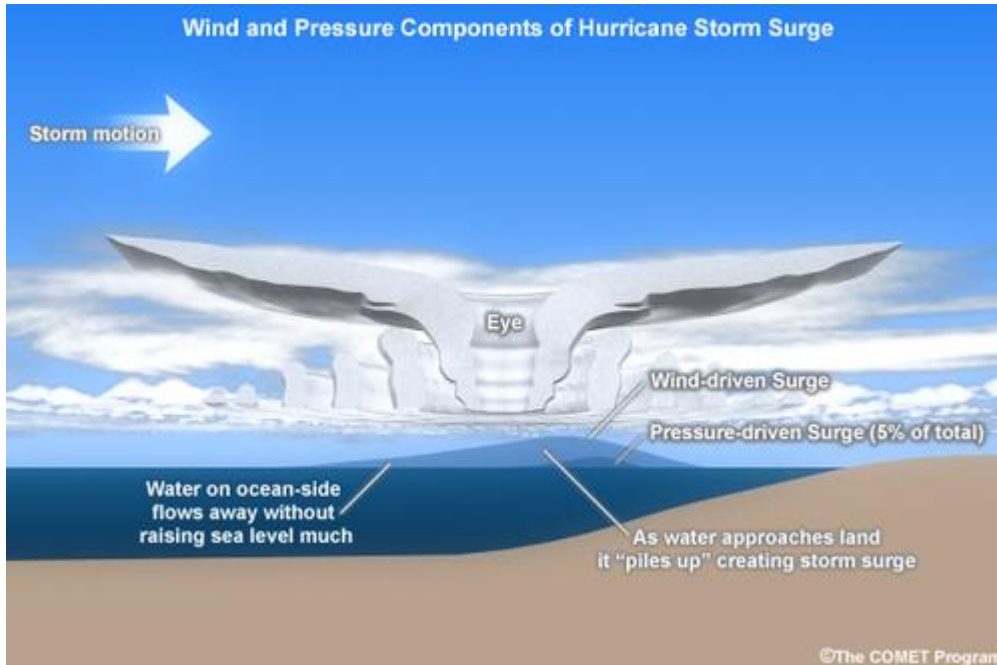 Wind and Pressure Components of Hurricane Storm Surge
Storm motion
Eye
Wind-driven Surge
Pressure-driven Surge (5% of total)
Water on ocean-side
flows away without
raising sea level much
As water approaches land
it “piles up” creating storm surge
©The COMET Program